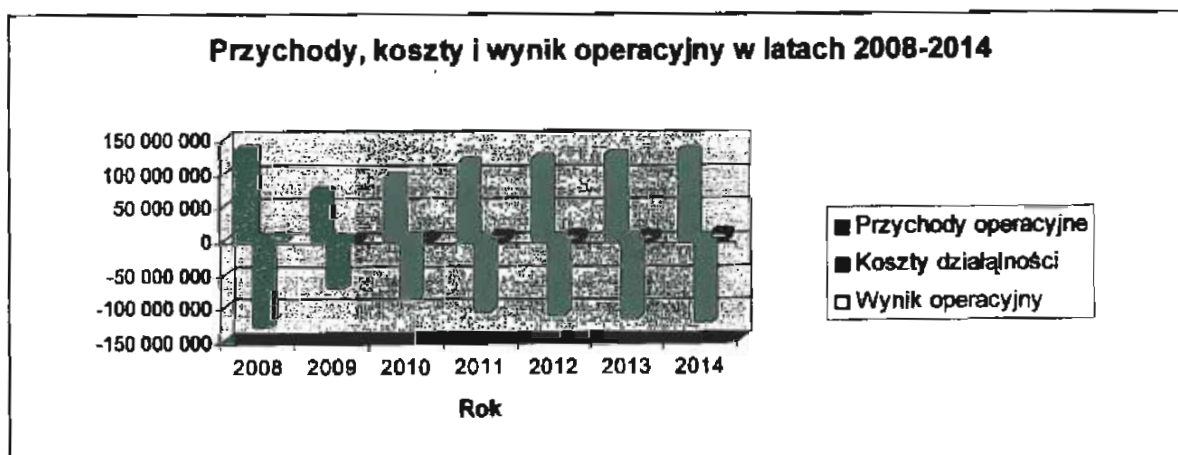 Przychody, koszty i wynik operacyjny w latach 2008-2014
150 000 000
100 000 000
50 000 000
0
-50 000 000
-100 000 000
-150 000 000
2008 2009 2010 2011 2012 2013 2014
Rok
Przychody operacyjne
Koszty działąlności
Wynik operacyjny